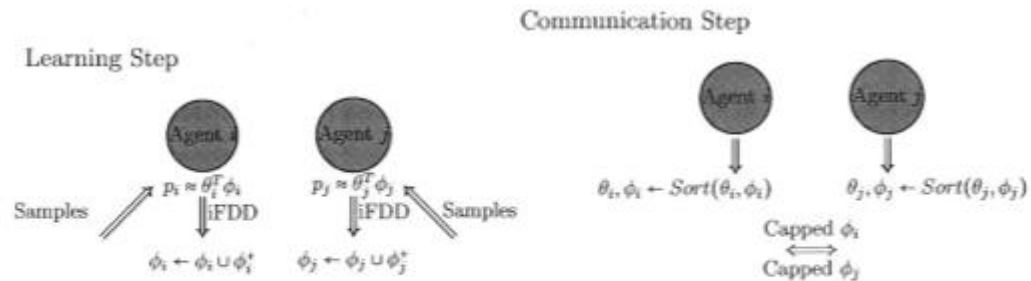 Learning Step
Agent i Agent j
p_i ≈ θ_i^T ϕ_i p_j ≈ θ_j^T ϕ_j
Samples iFDD iFDD Samples
ϕ_i ← ϕ_i ∪ ϕ_i^* ϕ_j ← ϕ_j ∪ ϕ_j^*
Communication Step
Agent i Agent j
θ_i, ϕ_i ← Sort(θ_i, ϕ_i) θ_j, ϕ_j ← Sort(θ_j, ϕ_j)
Capped ϕ_i
Capped ϕ_j